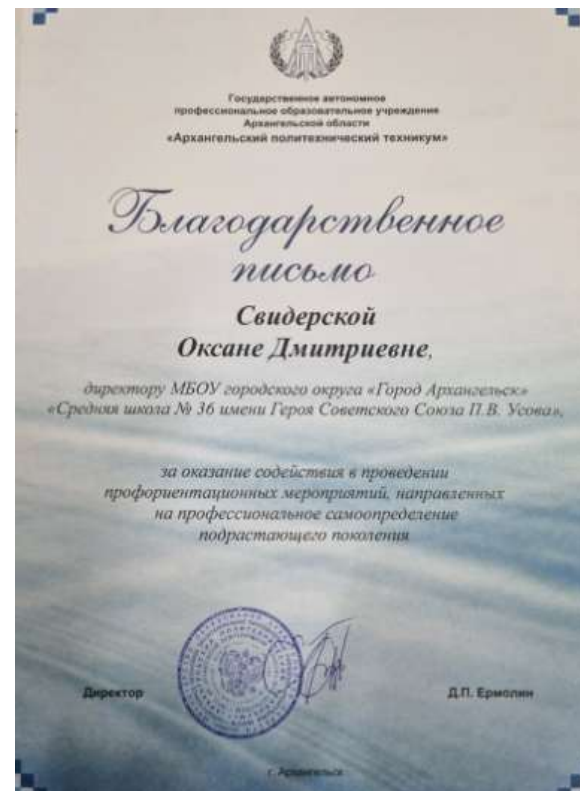 Государственное автономное
профессиональное образовательное учреждение
Архангельской области
«Архангельский политехнический техникум»
Благодарственное
письмо
Свидерской
Оксане Дмитриевне,
директору МБОУ городского округа «Город Архангельск»
«Средняя школа № 36 имени Героя Советского Союза П.В. Усова»,
за оказание содействия в проведении
профориентационных мероприятий, направленных
на профессиональное самоопределение
подрастающего поколения
Директор
Д.П. Ермолин
г. Архангельск